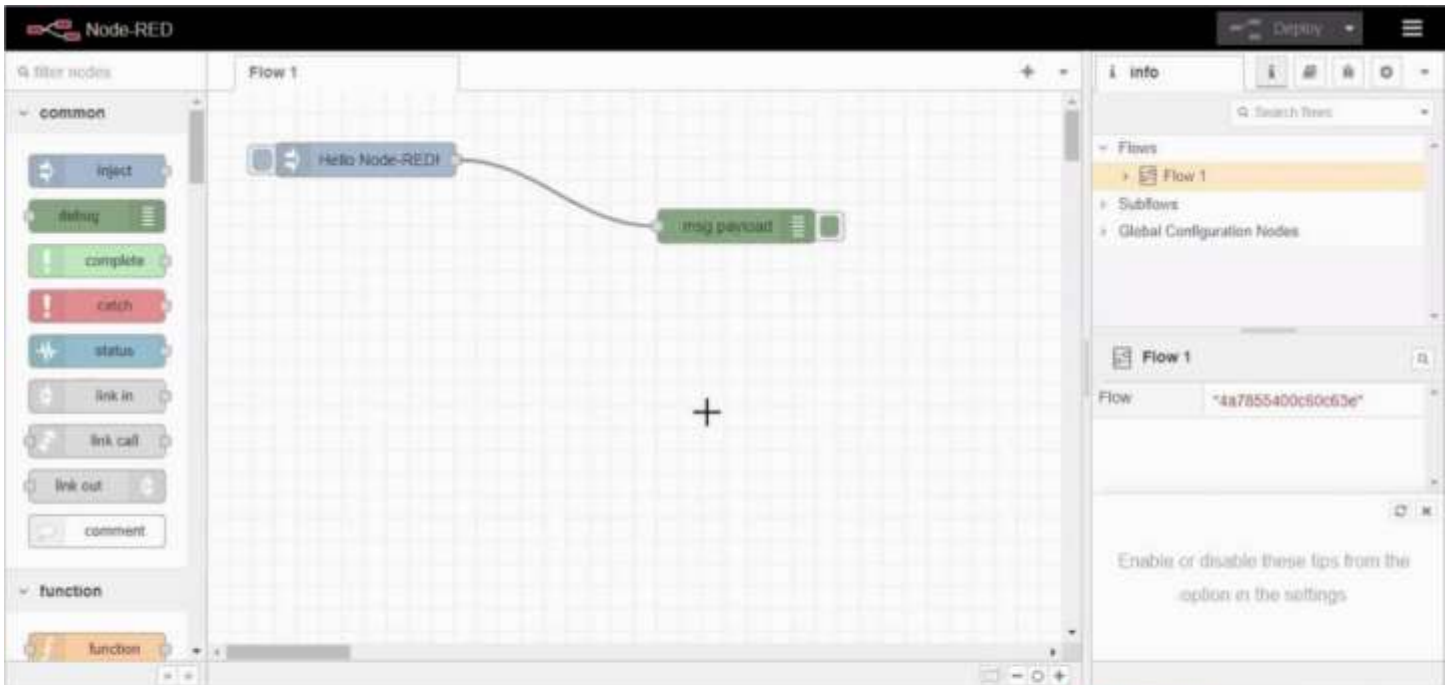 Node-RED
Deploy
filter nodes
Flow 1
i info
Search flows
common
inject
debug
complete
catch
status
link in
link call
link out
comment
function
function
Hello Node-RED!
msg.payload
Flows
Flow 1
Subflows
Global Configuration Nodes
Flow 1
Flow "4a7855400c60c63e"
Enable or disable these tips from the
option in the settings